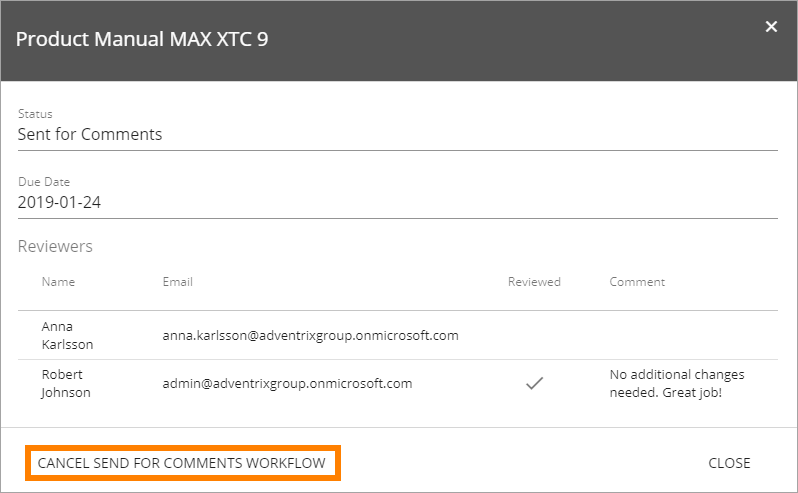 Product Manual MAX XTC 9
Status
Sent for Comments
Due Date
2019-01-24
Reviewers
Name Email Reviewed Comment
Anna
Karlsson
anna.karlsson@adventrixgroup.onmicrosoft.com
Robert
Johnson
admin@adventrixgroup.onmicrosoft.com
No additional changes
needed. Great job!
CANCEL SEND FOR COMMENTS WORKFLOW CLOSE